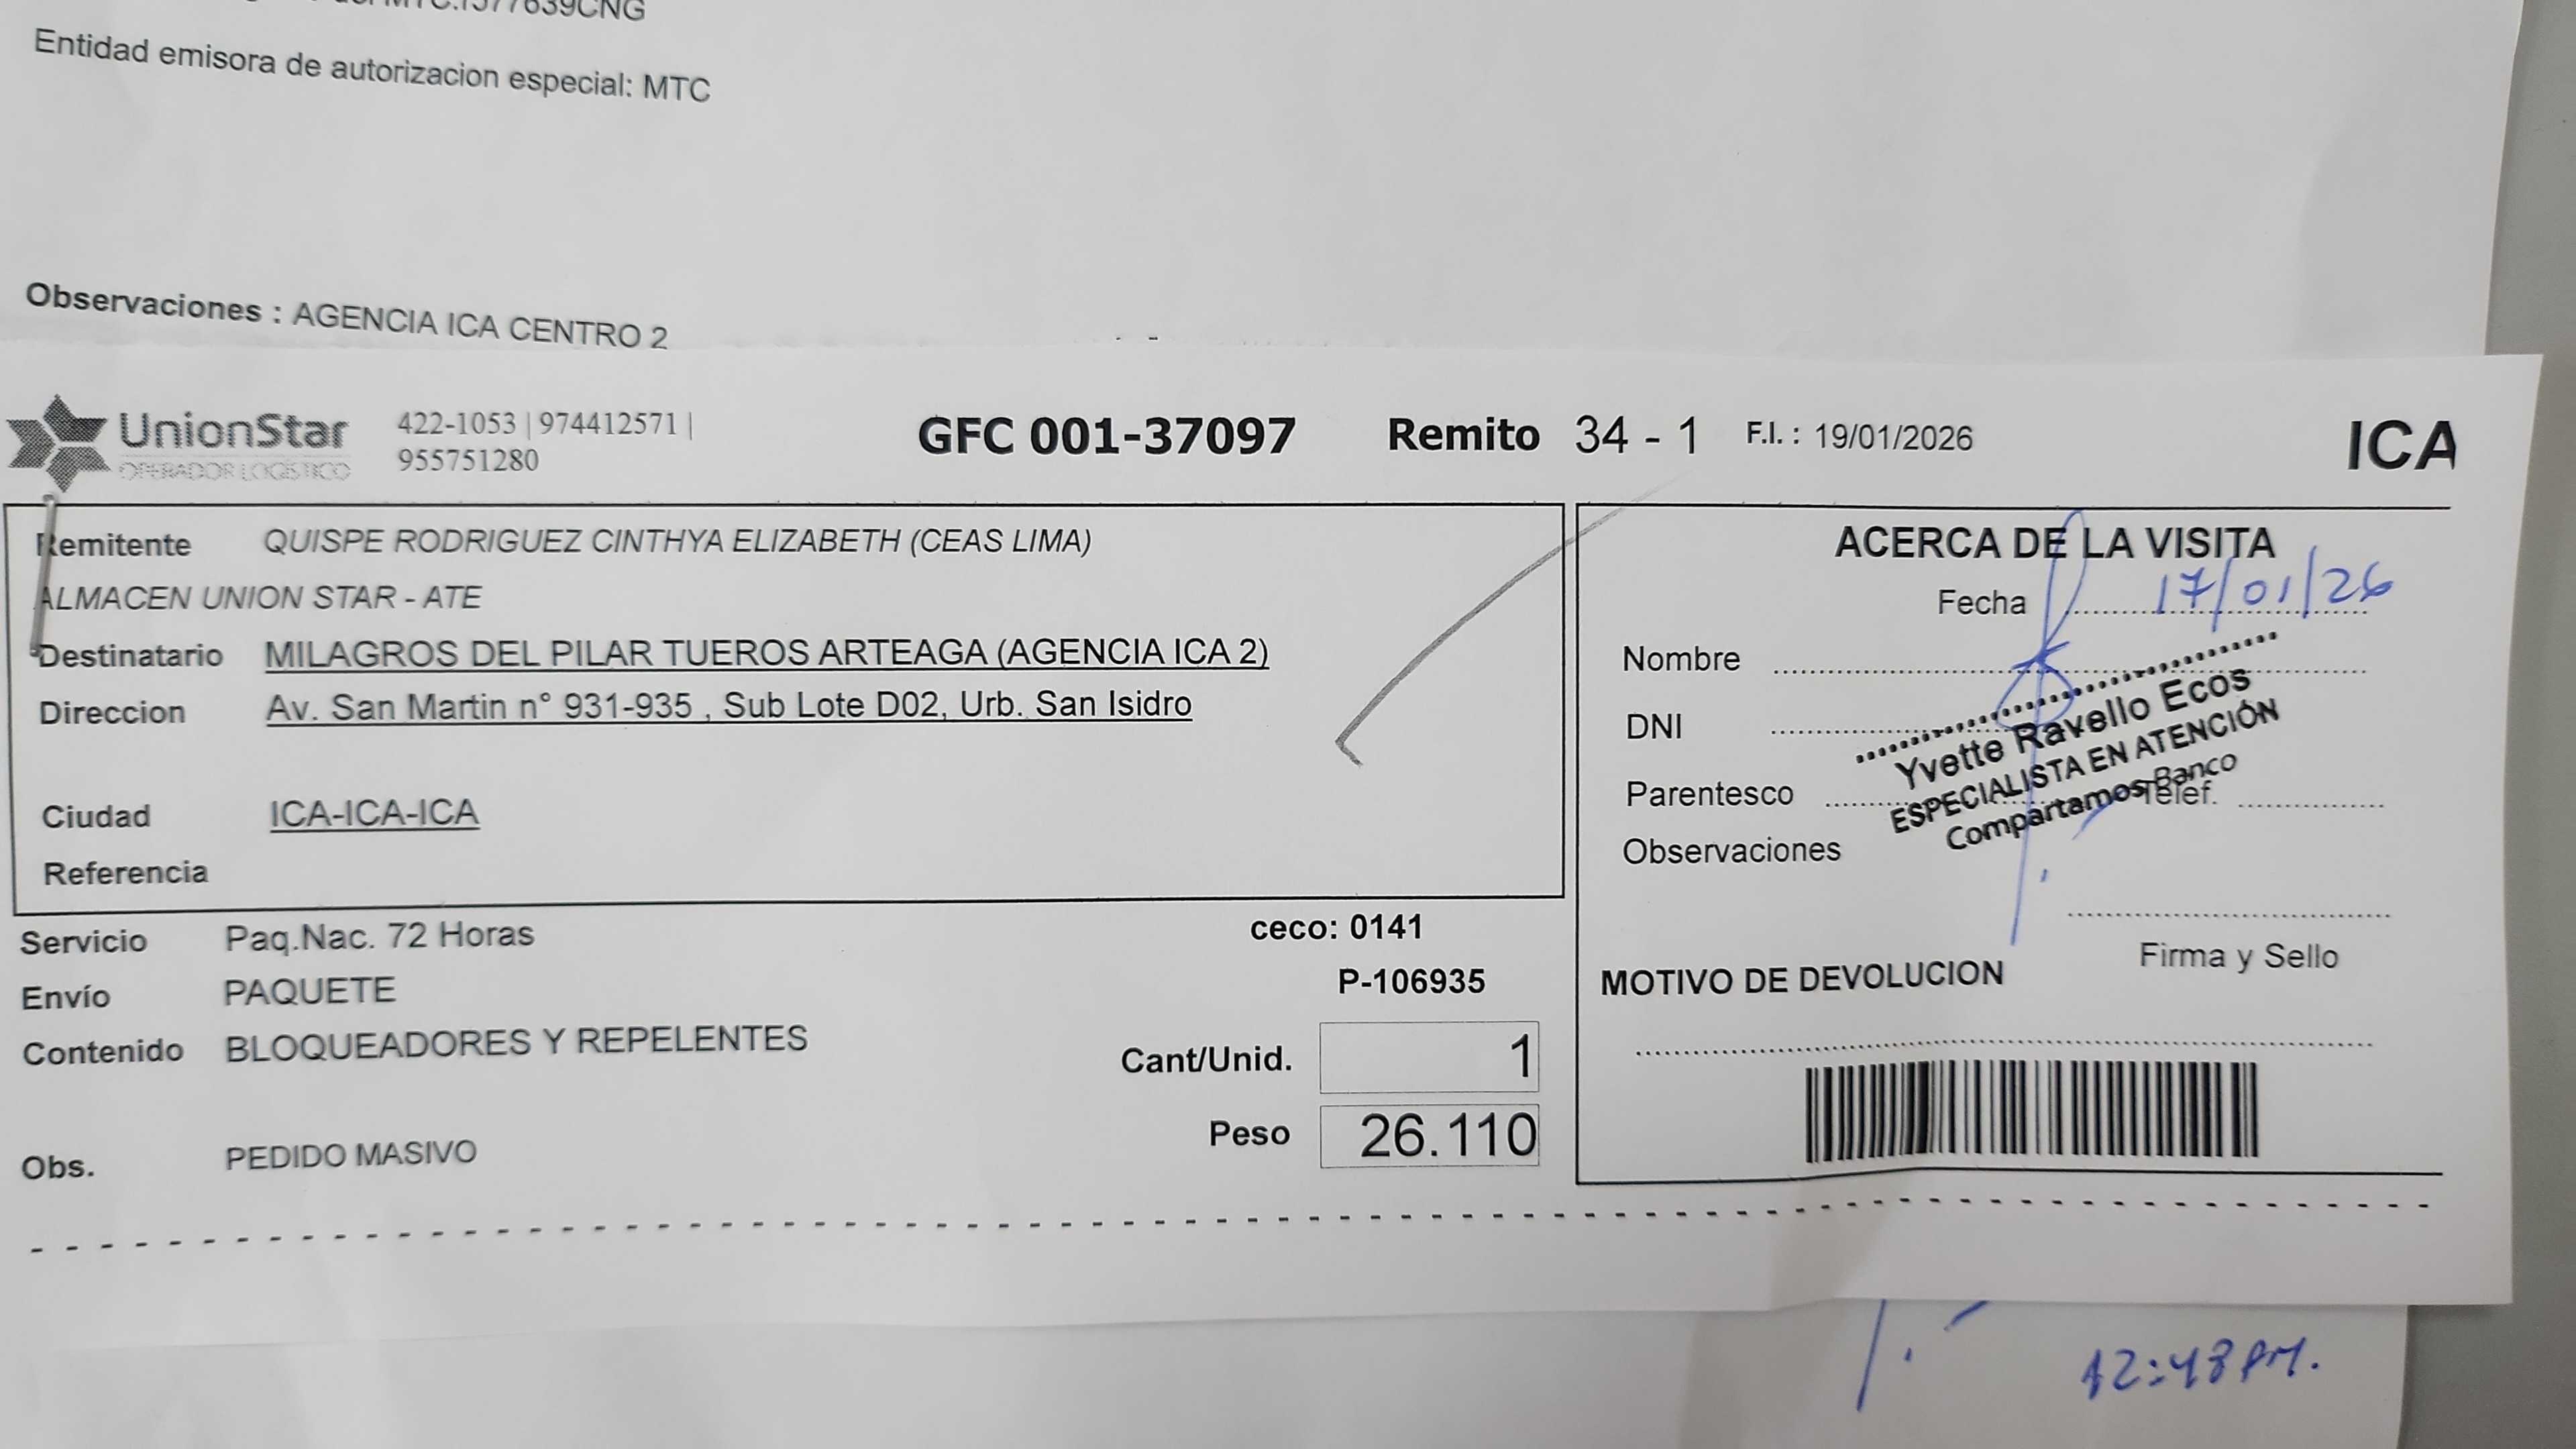 MTC:1577639CNG
Entidad emisora de autorizacion especial: MTC
Observaciones : AGENCIA ICA CENTRO 2
UnionStar
OPERADOR LOGÍSTICO
422-1053 | 974412571 |
955751280
GFC 001-37097 Remito 34 - 1 F.I. : 19/01/2026 ICA
Remitente QUISPE RODRIGUEZ CINTHYA ELIZABETH (CEAS LIMA)
ALMACEN UNION STAR - ATE
Destinatario MILAGROS DEL PILAR TUEROS ARTEAGA (AGENCIA ICA 2)
Direccion Av. San Martin n° 931-935 , Sub Lote D02, Urb. San Isidro
Ciudad ICA-ICA-ICA
Referencia
Servicio Paq.Nac. 72 Horas
ceco: 0141
Envío PAQUETE
P-106935
Contenido BLOQUEADORES Y REPELENTES
Cant/Unid. 1
Peso 26.110
Obs. PEDIDO MASIVO
ACERCA DE LA VISITA
Fecha 17/01/26
Nombre
DNI
Yvette Ravello Ecos
ESPECIALISTA EN ATENCIÓN
Compartamos Banco
Parentesco Telef.
Observaciones
Firma y Sello
MOTIVO DE DEVOLUCION
12:48 PM.